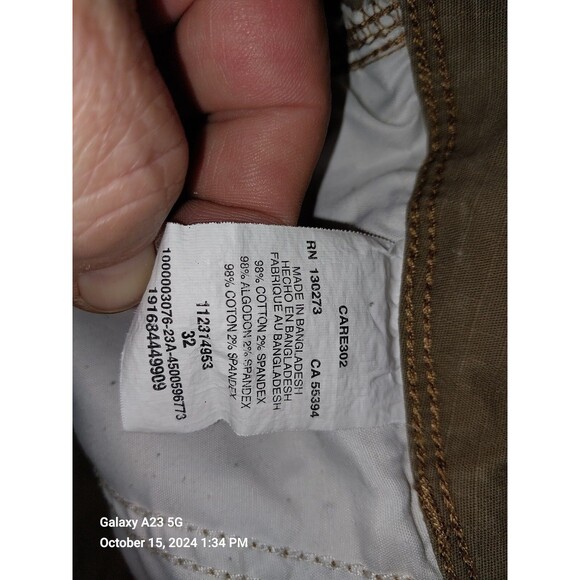 CARE302
RN 130273 CA 55394
MADE IN BANGLADESH
HECHO EN BANGLADESH
FABRIQUE AU BANGLADESH
98% COTTON 2% SPANDEX
98% ALGODON 2% SPANDEX
98% COTON 2% SPANDEX
112314953
32
1000003076-23A-4500596773
191684449909
Galaxy A23 5G
October 15, 2024 1:34 PM